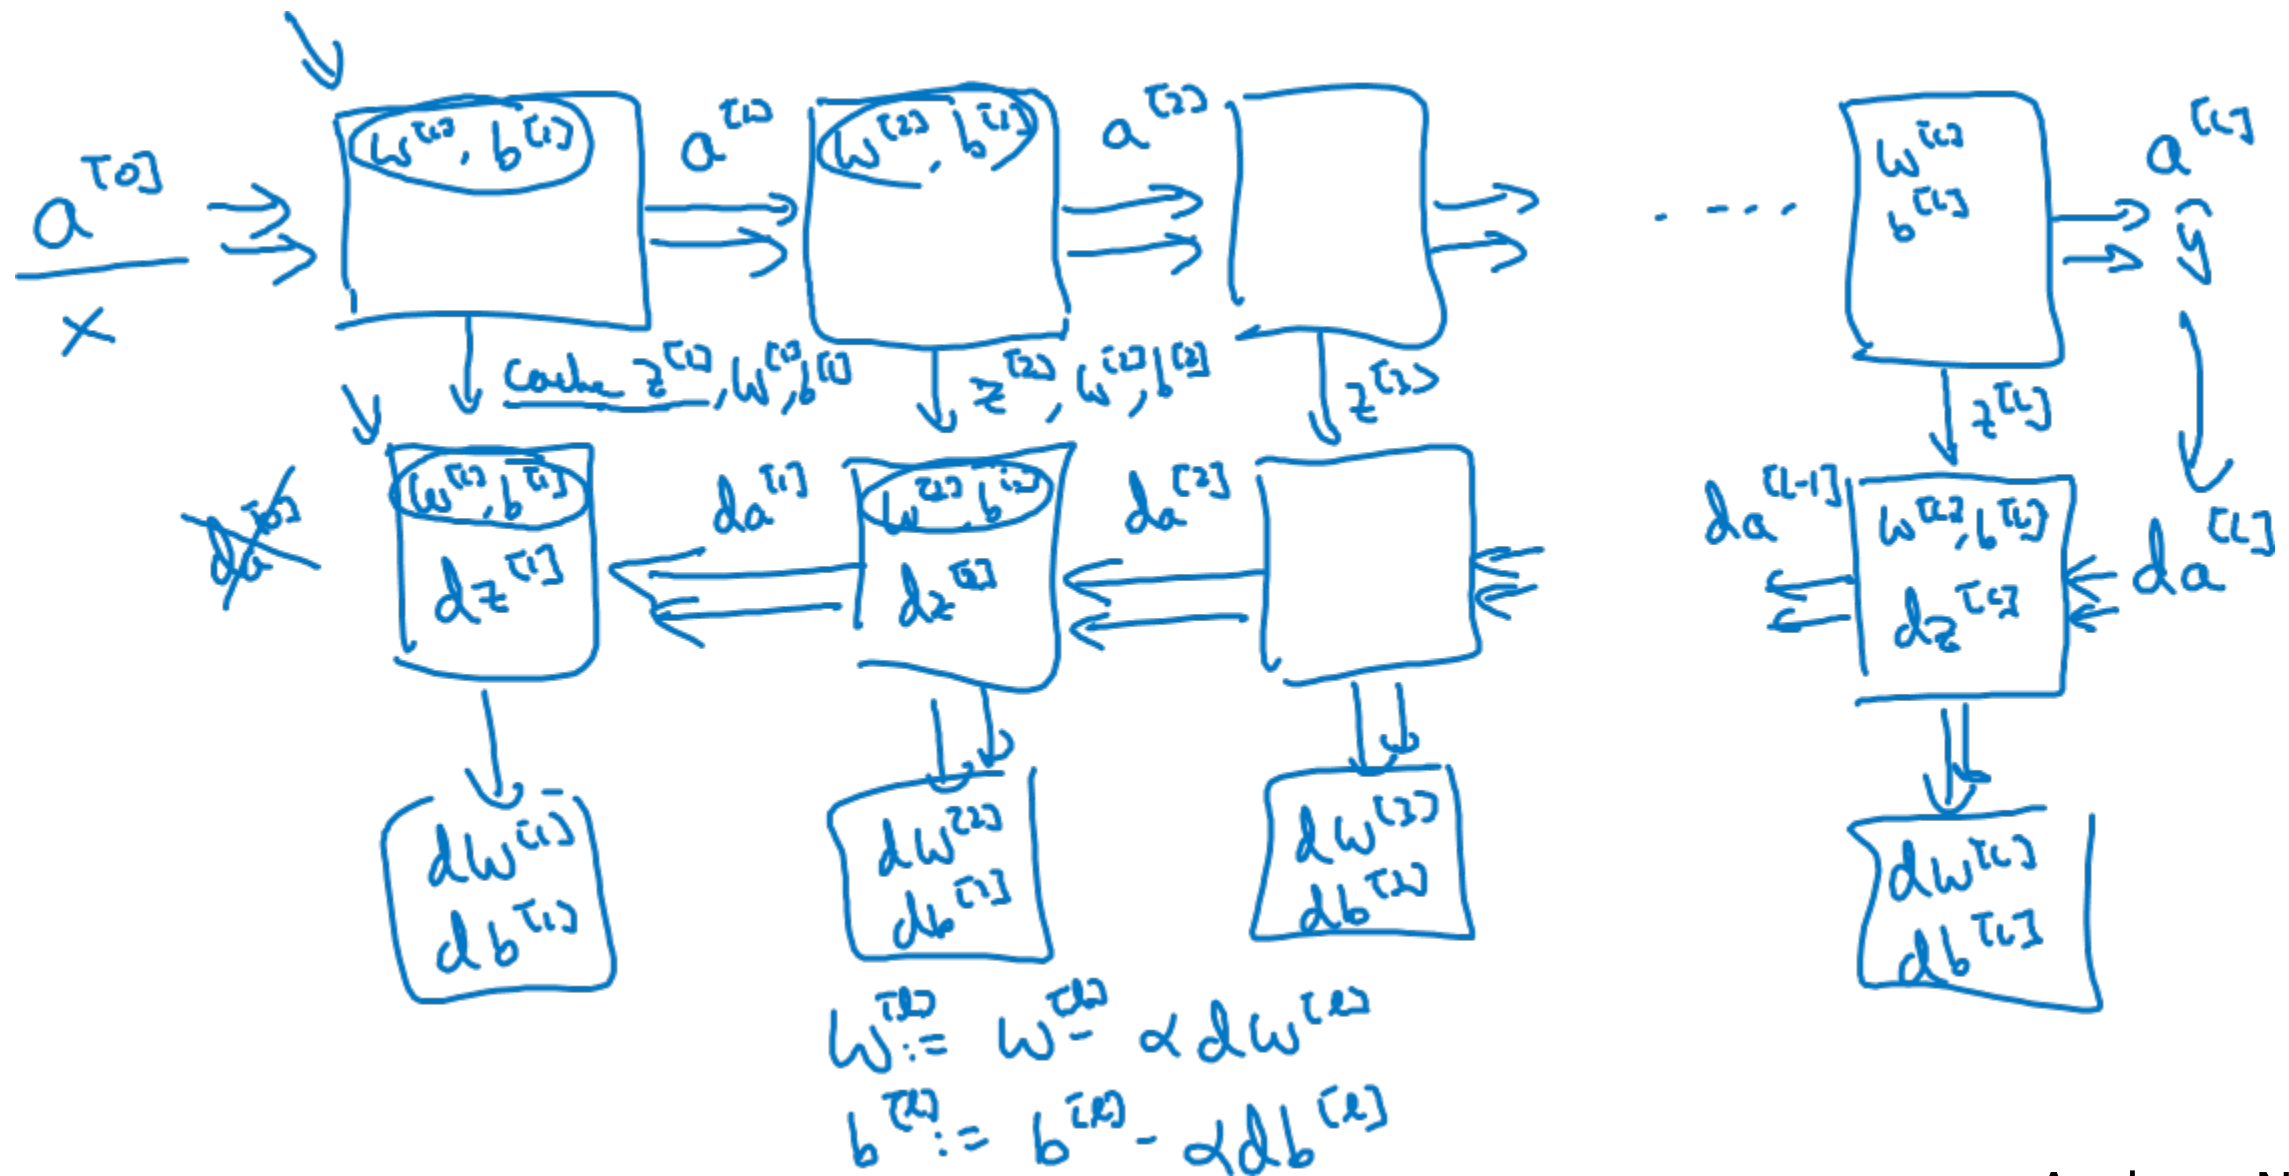 a^[0]
x
w^[1], b^[1]
a^[1]
w^[2], b^[1]
a^[2]
....
w^[L]
b^[L]
a^[L]
cache z^[1], w^[1], b^[1]
z^[2], w^[2], b^[2]
z^[3]
z^[L]
da^[0]
w^[1], b^[1]
dz^[1]
da^[1]
w^[2], b^[2]
dz^[2]
da^[2]
da^[L-1]
w^[L], b^[L]
dz^[L]
da^[L]
dw^[1]
db^[1]
dw^[2]
db^[2]
dw^[3]
db^[3]
dw^[L]
db^[L]
w^[l] := w^[l] - α dw^[l]
b^[l] := b^[l] - α db^[l]